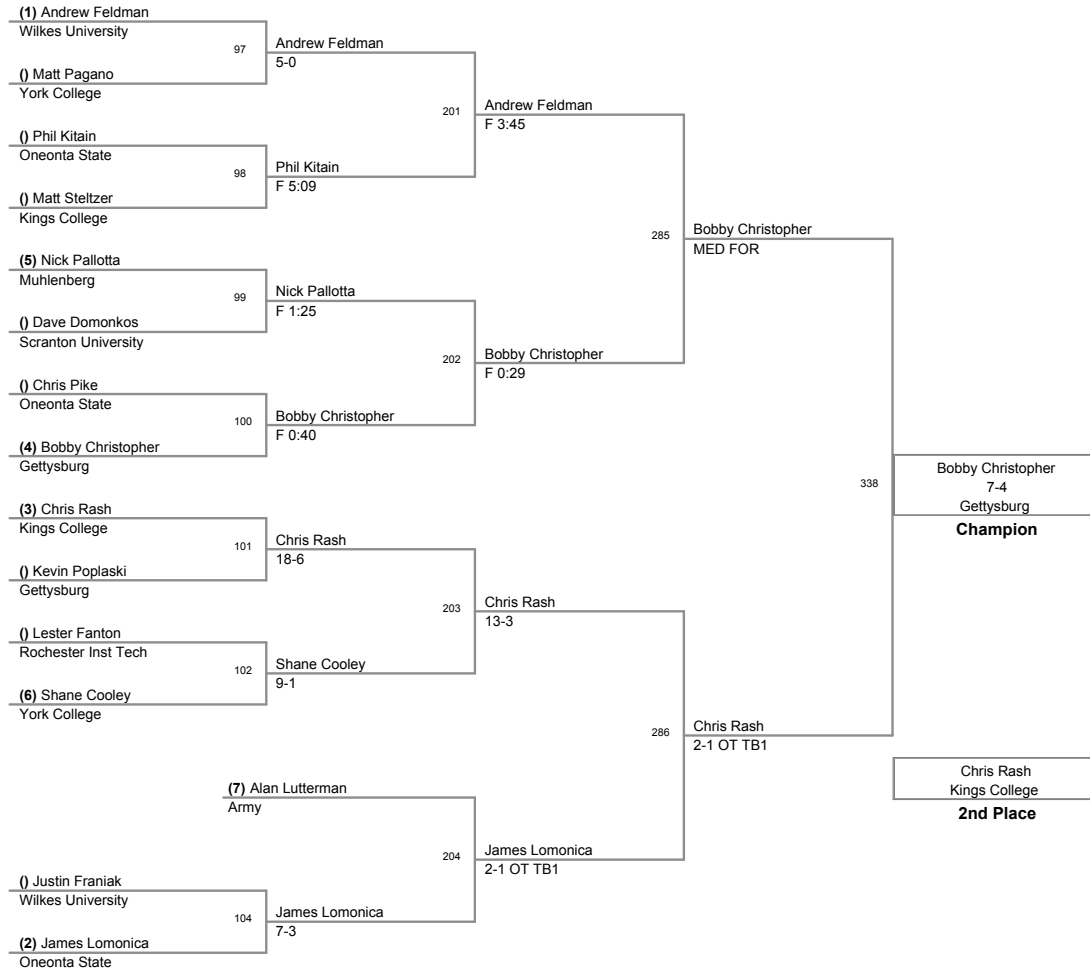 (1) Andrew Feldman
Wilkes University
97
Andrew Feldman
5-0
() Matt Pagano
York College
201
Andrew Feldman
F 3:45
() Phil Kitain
Oneonta State
98
Phil Kitain
F 5:09
() Matt Steltzer
Kings College
285
Bobby Christopher
MED FOR
(5) Nick Pallotta
Muhlenberg
99
Nick Pallotta
F 1:25
() Dave Domonkos
Scranton University
202
Bobby Christopher
F 0:29
() Chris Pike
Oneonta State
100
Bobby Christopher
F 0:40
(4) Bobby Christopher
Gettysburg
338
Bobby Christopher
7-4
Gettysburg
Champion
(3) Chris Rash
Kings College
101
Chris Rash
18-6
() Kevin Poplaski
Gettysburg
203
Chris Rash
13-3
() Lester Fanton
Rochester Inst Tech
102
Shane Cooley
9-1
(6) Shane Cooley
York College
286
Chris Rash
2-1 OT TB1
Chris Rash
Kings College
2nd Place
(7) Alan Lutterman
Army
204
James Lomonica
2-1 OT TB1
() Justin Franiak
Wilkes University
104
James Lomonica
7-3
(2) James Lomonica
Oneonta State